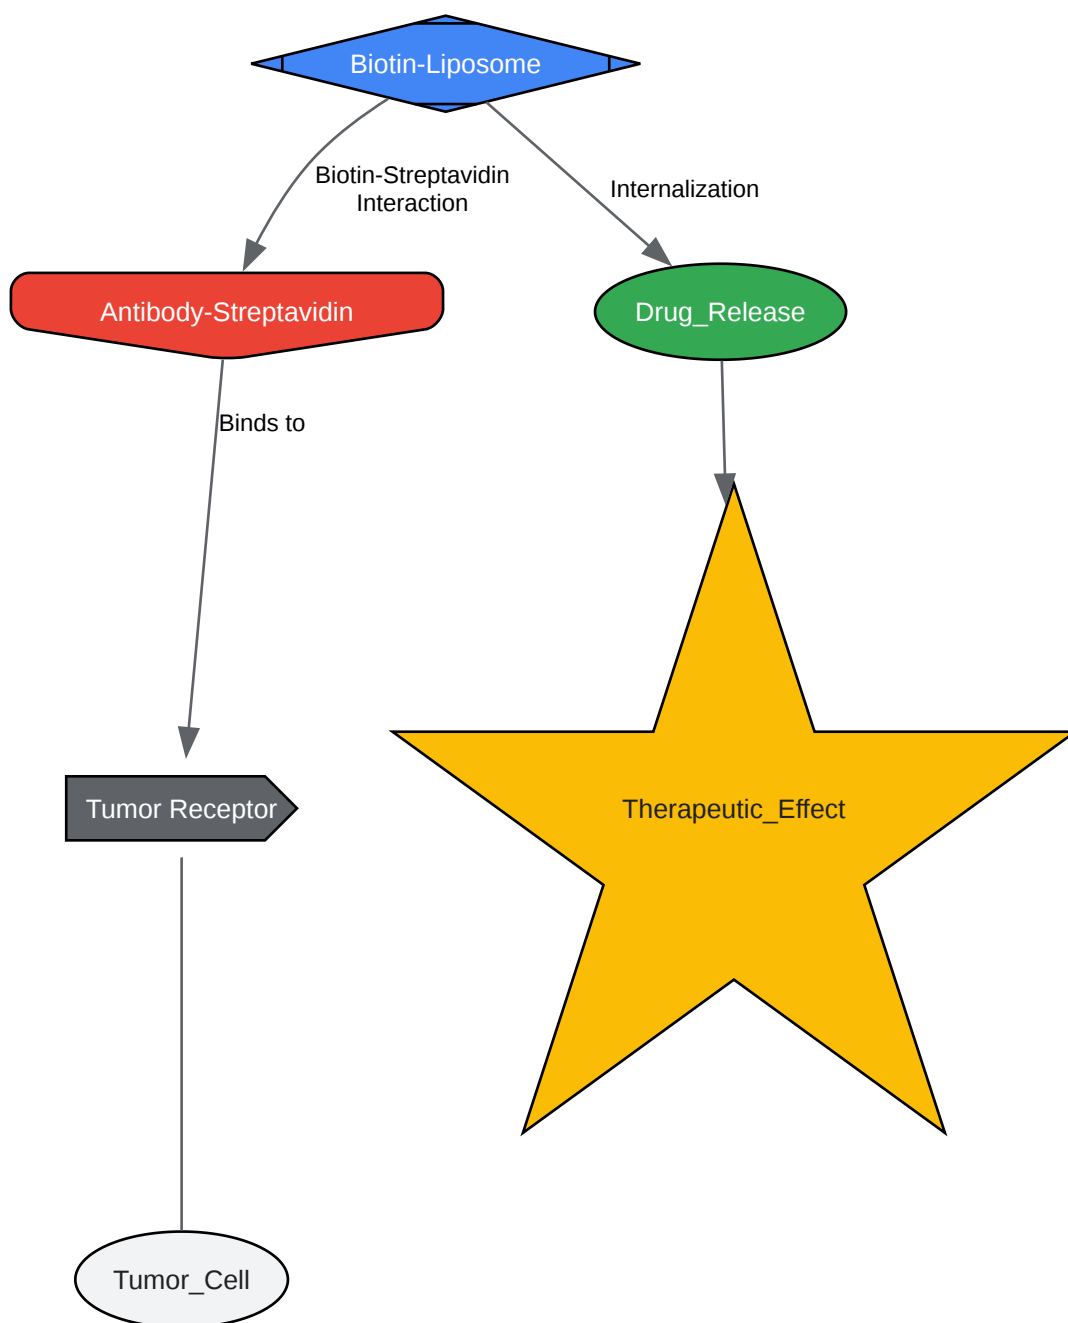 Biotin-Liposome
Biotin-Streptavidin
Interaction
Internalization
Antibody-Streptavidin
Drug_Release
Binds to
Tumor Receptor
Therapeutic_Effect
Tumor_Cell